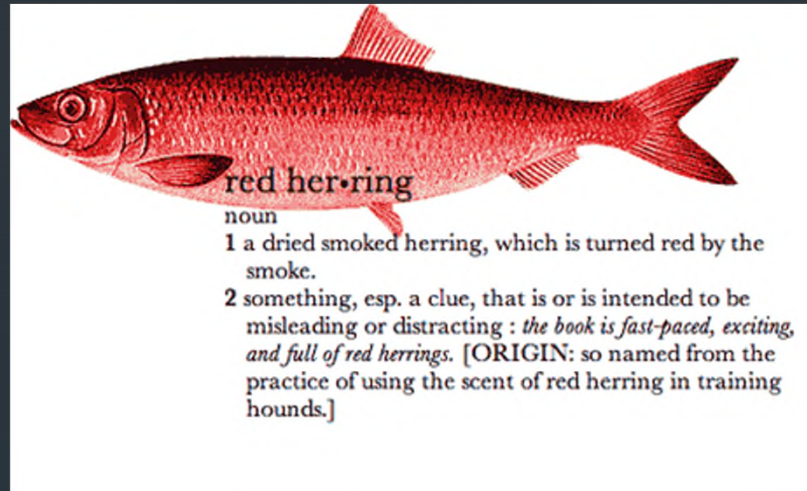 red her•ring
noun
1 a dried smoked herring, which is turned red by the
smoke.
2 something, esp. a clue, that is or is intended to be
misleading or distracting : the book is fast-paced, exciting,
and full of red herrings. [ORIGIN: so named from the
practice of using the scent of red herring in training
hounds.]